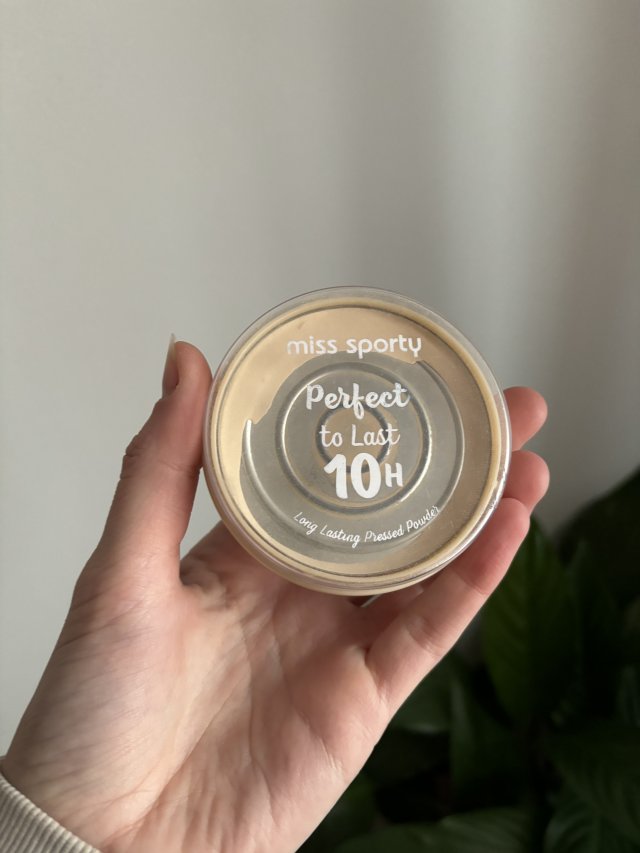 miss sporty
Perfect
to Last
10H
Long Lasting Pressed Powder